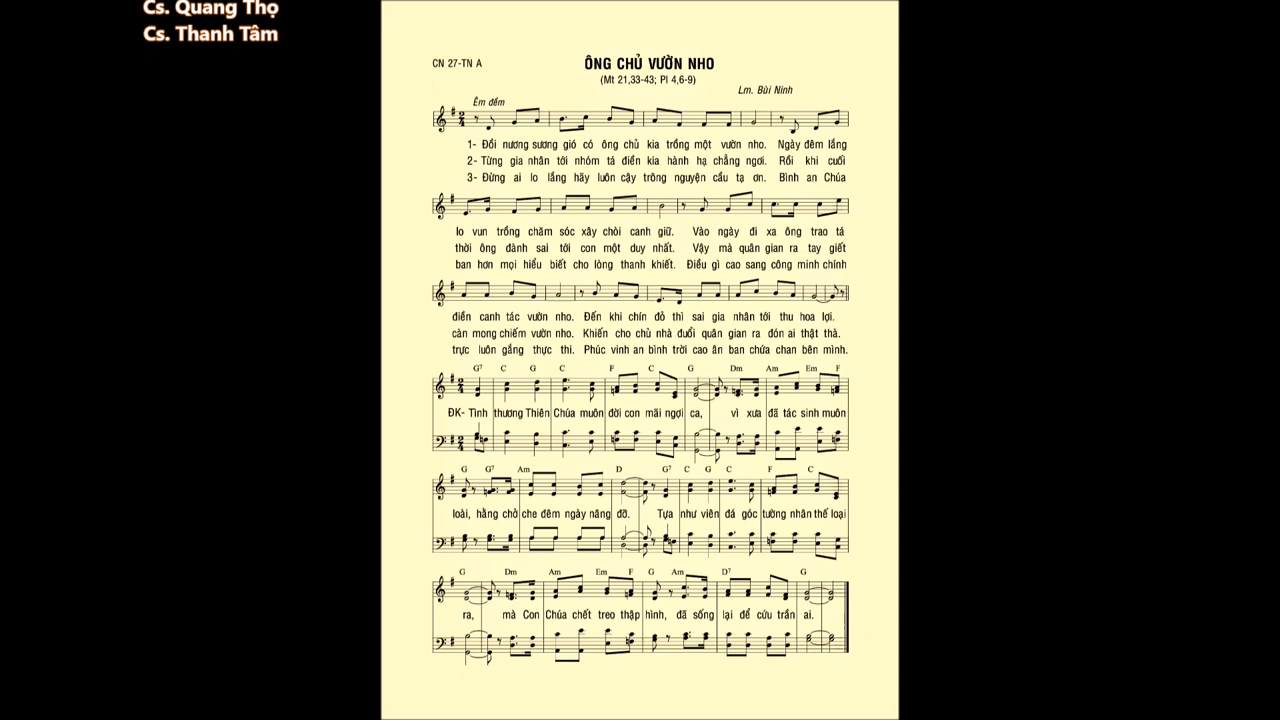 Cs. Quang Thọ
Cs. Thanh Tâm
CN 27-TN A
ÔNG CHỦ VƯỜN NHO
(Mt 21,33-43; Pl 4,6-9)
Lm. Bùi Ninh
Êm đềm
1- Đồi nương sương gió có ông chủ kia trồng một vườn nho. Ngày đêm lắng
2- Từng gia nhân tới nhóm tá điền kia hành hạ chẳng ngơi. Rồi khi cuối
3- Đừng ai lo lắng hãy luôn cậy trông nguyện cầu tạ ơn. Bình an Chúa
lo vun trồng chăm sóc xây chòi canh giữ. Vào ngày đi xa ông trao tá
thời ông đành sai tới con một duy nhất. Vậy mà quân gian ra tay giết
ban hơn mọi hiểu biết cho lòng thanh khiết. Điều gì cao sang công minh chính
điền canh tác vườn nho. Đến khi chín đỏ thì sai gia nhân tới thu hoa lợi.
càn mong chiếm vườn nho. Khiến cho chủ nhà đuổi quân gian ra đón ai thật thà.
trực luôn gắng thực thi. Phúc vinh an bình trời cao ân ban chứa chan bên mình.
G7 C G C F C G Dm Am Em F
ĐK- Tình thương Thiên Chúa muôn đời con mãi ngợi ca, vì xưa đã tác sinh muôn
G G7 Am D G7 C G C F C
loài, hằng chở che đêm ngày nâng đỡ. Tựa như viên đá góc tường nhân thế loại
G Dm Am Em F G Am D7 G
ra, mà Con Chúa chết treo thập hình, đã sống lại để cứu trần ai.